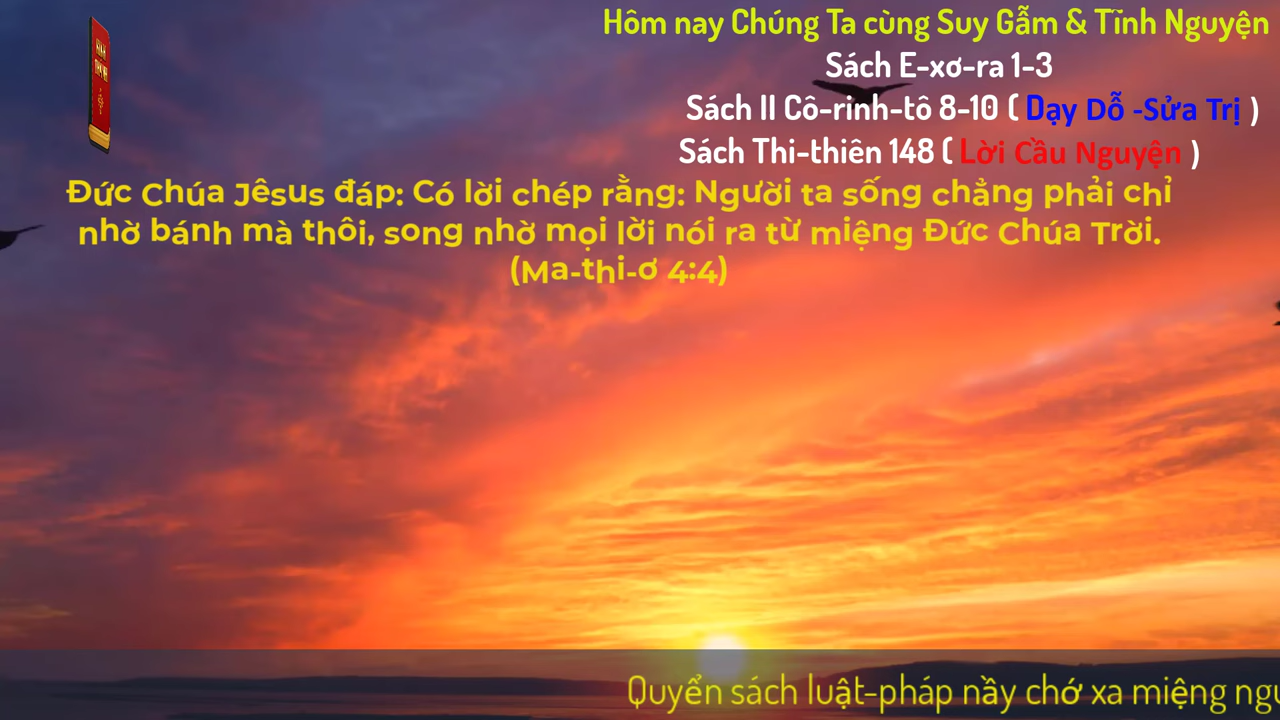 Hôm nay Chúng Ta cùng Suy Gẫm & Tĩnh Nguyện
Sách E-xơ-ra 1-3
Sách II Cô-rinh-tô 8-10 ( Dạy Dỗ -Sửa Trị )
Sách Thi-thiên 148 ( Lời Cầu Nguyện )
Đức Chúa Jêsus đáp: Có lời chép rằng: Người ta sống chẳng phải chỉ
nhờ bánh mà thôi, song nhờ mọi lời nói ra từ miệng Đức Chúa Trời.
(Ma-thi-ơ 4:4)
Quyển sách luật-pháp nầy chớ xa miệng